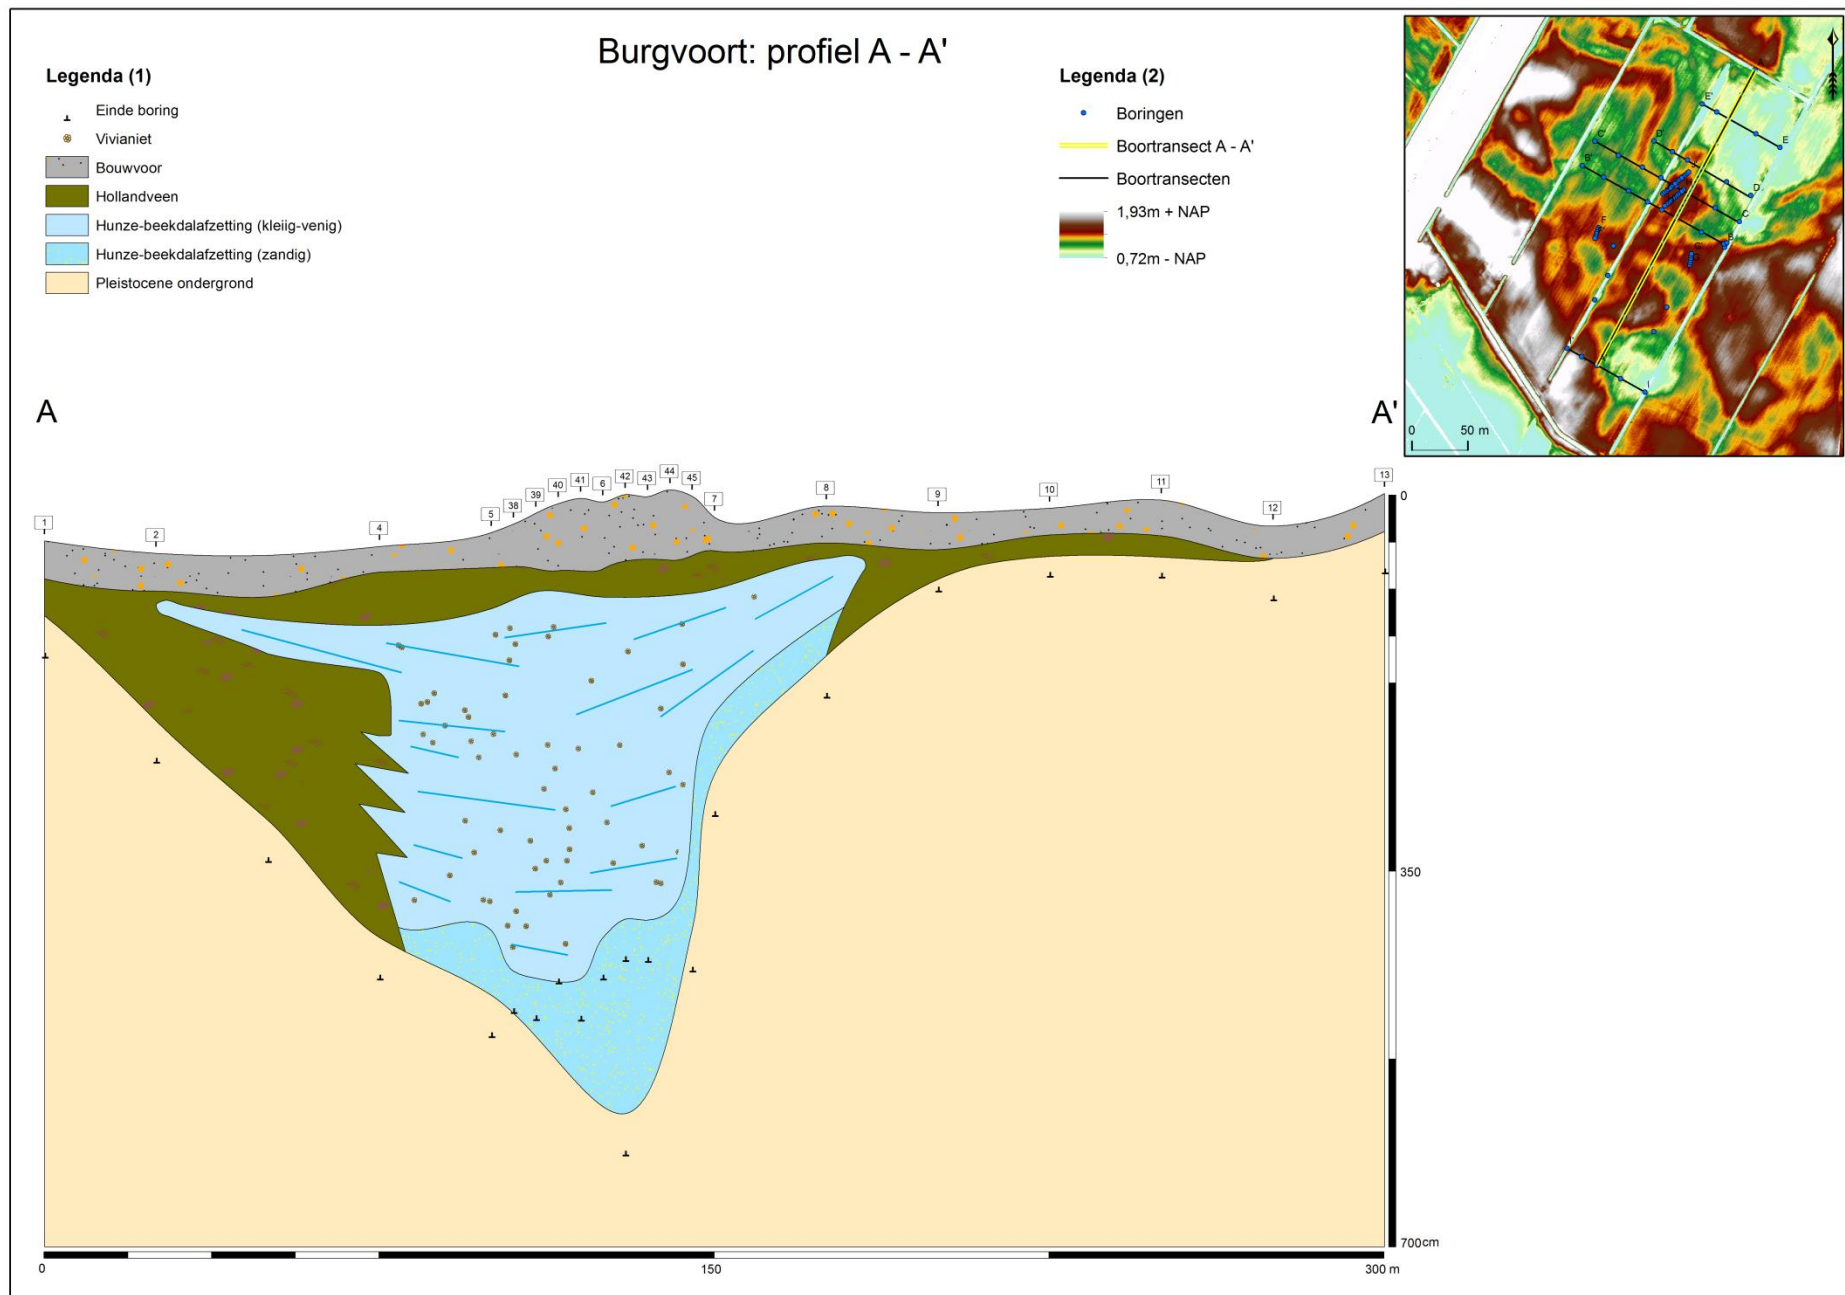 Burgvoort: profiel A - A'
Legenda (1)
Einde boring
Vivianiet
Bouwvoor
Hollandveen
Hunze-beekdalafzetting (kleiig-venig)
Hunze-beekdalafzetting (zandig)
Pleistocene ondergrond
Legenda (2)
Boringen
Boortransect A - A'
Boortransecten
1,93m + NAP
0,72m - NAP
E'
E
C'
D'
B'
D
C
F
B
G
I'
I
0 50 m
A
A'
1
2
4
5
38
39
40
41
6
42
43
44
45
7
8
9
10
11
12
13
0
350
700 cm
0
150
300 m